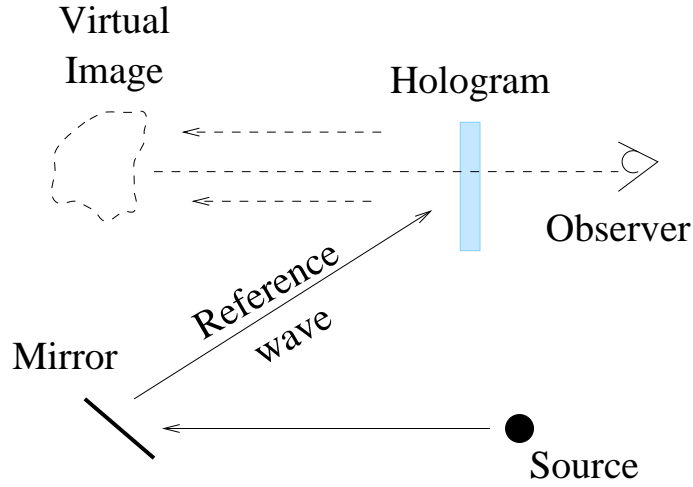 Virtual
Image
Hologram
Observer
Reference
wave
Mirror
Source